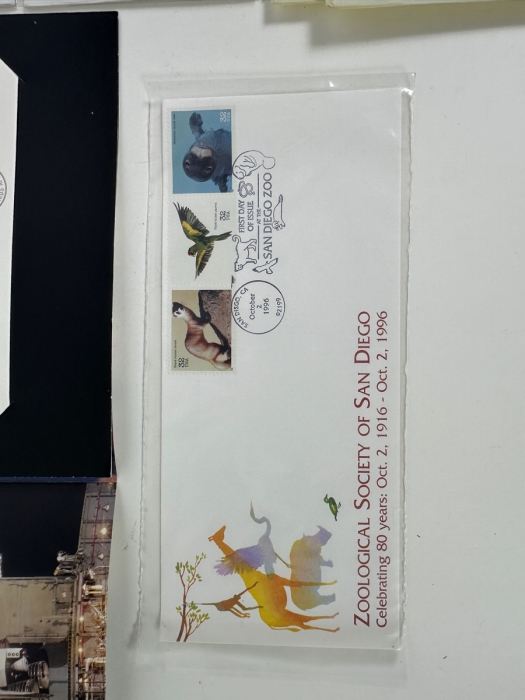 32
USA
32
USA
32
USA
FIRST DAY
OF ISSUE
AT THE
SAN DIEGO ZOO
SAN DIEGO, CA
October
2
1996
92199
ZOOLOGICAL SOCIETY OF SAN DIEGO
Celebrating 80 years: Oct. 2, 1916 - Oct. 2, 1996